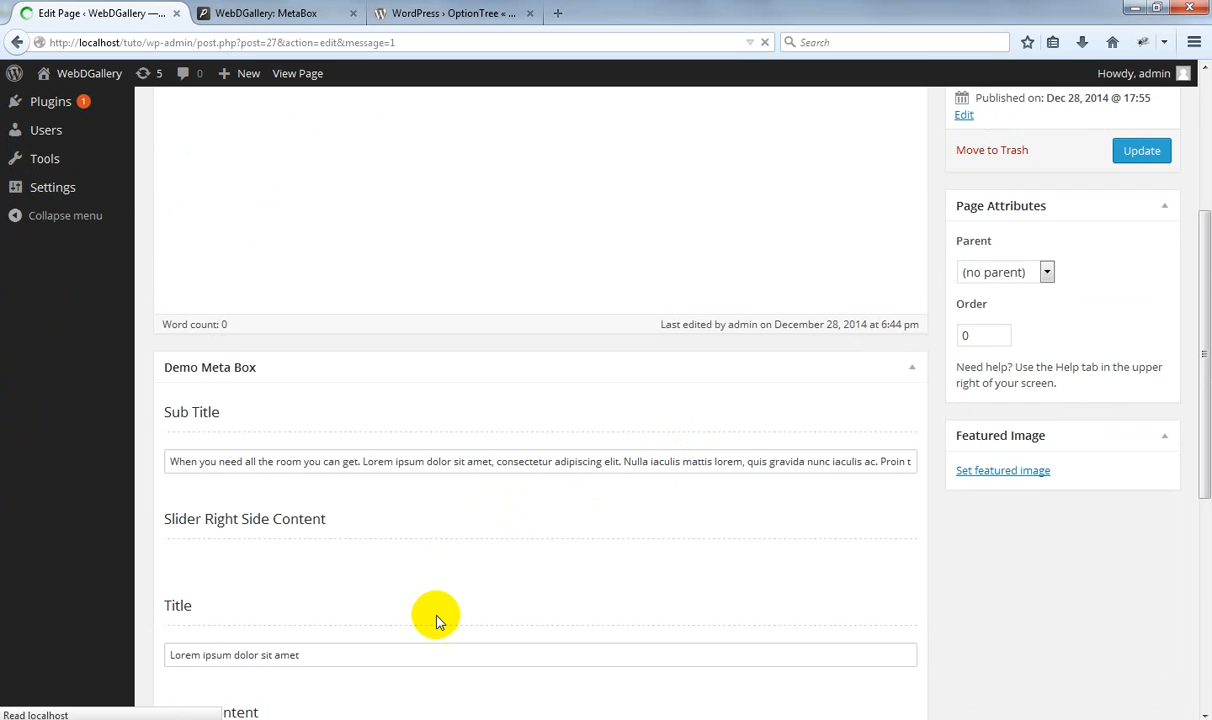 Edit Page ‹ WebDGallery —...
WebDGallery: MetaBox
WordPress › OptionTree « ...
http://localhost/tuto/wp-admin/post.php?post=27&action=edit&message=1
Search
WebDGallery
5
0
New
View Page
Howdy, admin
Plugins 1
Users
Tools
Settings
Collapse menu
Published on: Dec 28, 2014 @ 17:55
Edit
Move to Trash
Update
Page Attributes
Parent
(no parent)
Order
0
Need help? Use the Help tab in the upper
right of your screen.
Featured Image
Set featured image
Word count: 0
Last edited by admin on December 28, 2014 at 6:44 pm
Demo Meta Box
Sub Title
When you need all the room you can get. Lorem ipsum dolor sit amet, consectetur adipiscing elit. Nulla iaculis mattis lorem, quis gravida nunc iaculis ac. Proin t
Slider Right Side Content
Title
Lorem ipsum dolor sit amet
ntent
Read localhost